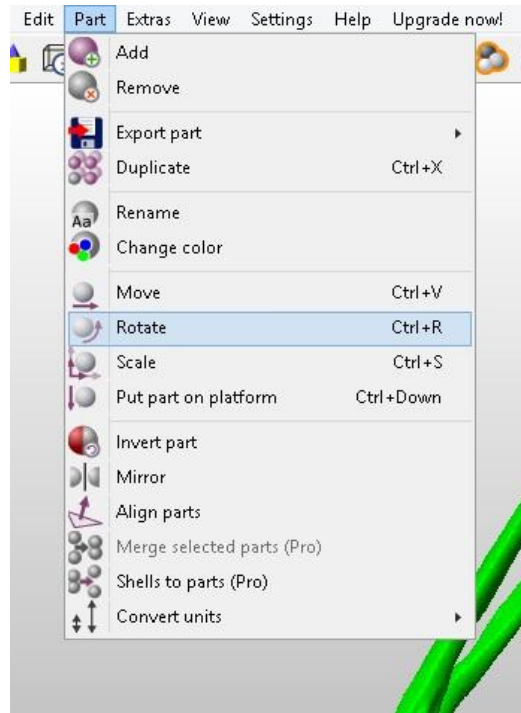 Edit Part Extras View Settings Help Upgrade now!
Add
Remove
Export part
Duplicate Ctrl+X
Aa Rename
Change color
Move Ctrl+V
Rotate Ctrl+R
Scale Ctrl+S
Put part on platform Ctrl+Down
Invert part
Mirror
Align parts
Merge selected parts (Pro)
Shells to parts (Pro)
Convert units